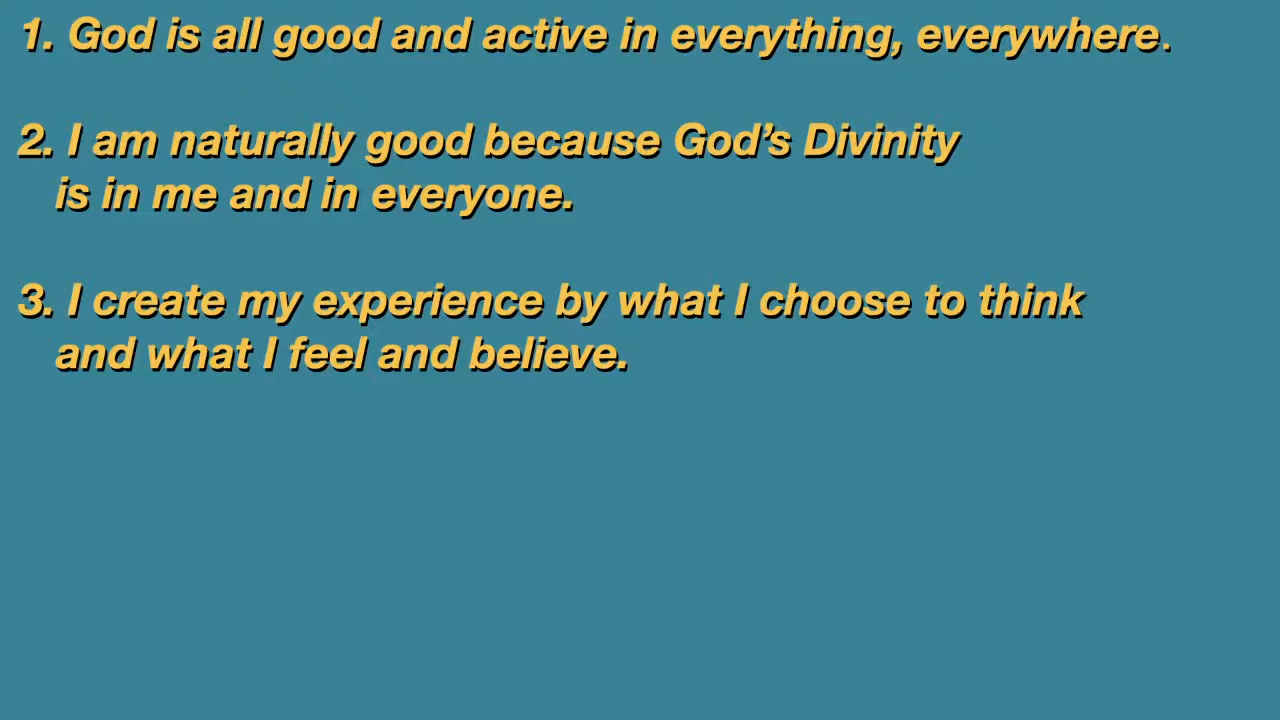 1. God is all good and active in everything, everywhere.
2. I am naturally good because God’s Divinity
is in me and in everyone.
3. I create my experience by what I choose to think
and what I feel and believe.